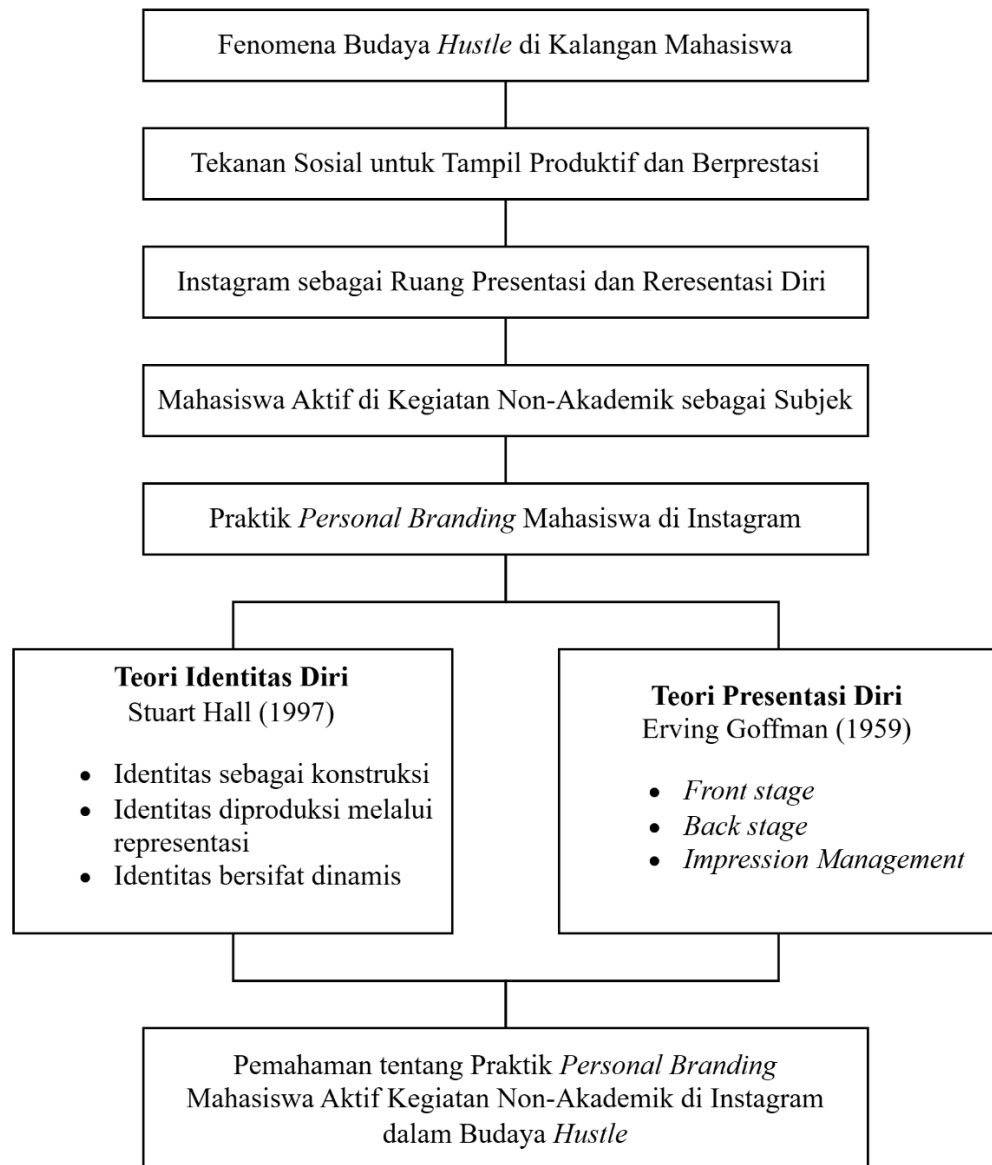 Fenomena Budaya Hustle di Kalangan Mahasiswa
Tekanan Sosial untuk Tampil Produktif dan Berprestasi
Instagram sebagai Ruang Presentasi dan Reresentasi Diri
Mahasiswa Aktif di Kegiatan Non-Akademik sebagai Subjek
Praktik Personal Branding Mahasiswa di Instagram
Teori Identitas Diri
Stuart Hall (1997)
• Identitas sebagai konstruksi
• Identitas diproduksi melalui
representasi
• Identitas bersifat dinamis
Teori Presentasi Diri
Erving Goffman (1959)
• Front stage
• Back stage
• Impression Management
Pemahaman tentang Praktik Personal Branding
Mahasiswa Aktif Kegiatan Non-Akademik di Instagram
dalam Budaya Hustle